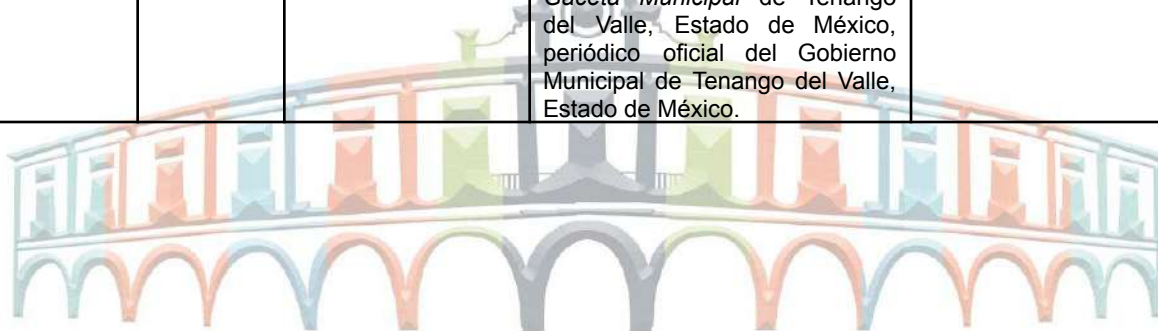 Gaceta Municipal de Tenango
del Valle, Estado de México,
periódico oficial del Gobierno
Municipal de Tenango del Valle,
Estado de México.